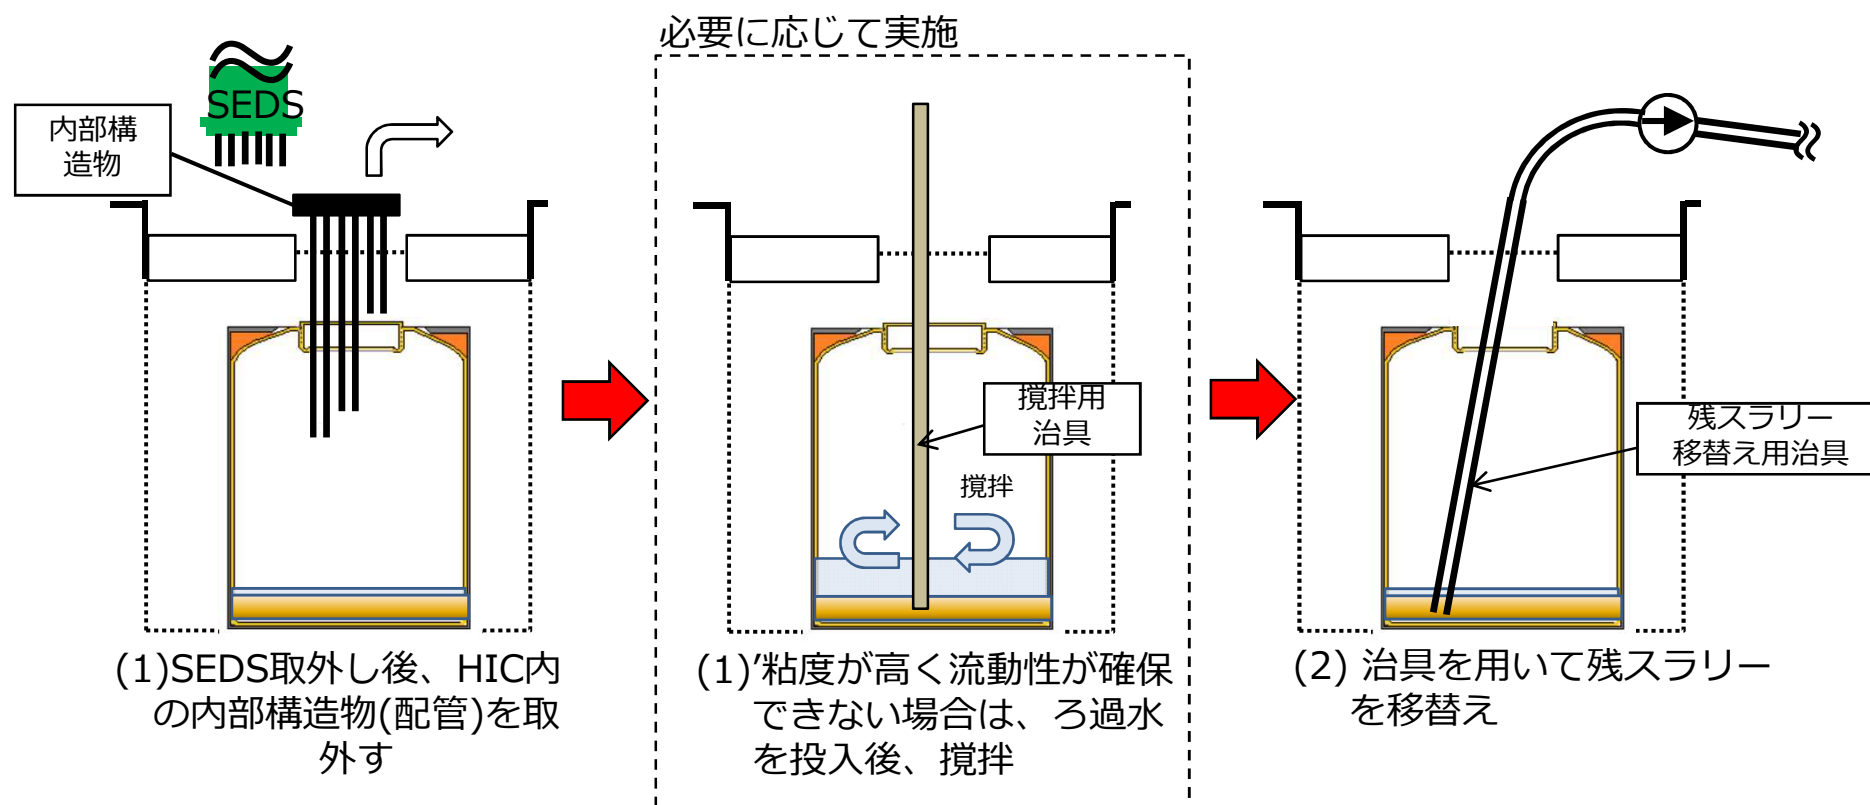 必要に応じて実施
SEDS
内部構
造物
撹拌用
治具
撹拌
残スラリー
移替え用治具
(1)SEDS取外し後、HIC内
の内部構造物(配管)を取
外す
(1)’粘度が高く流動性が確保
できない場合は、ろ過水
を投入後、撹拌
(2) 治具を用いて残スラリー
を移替え